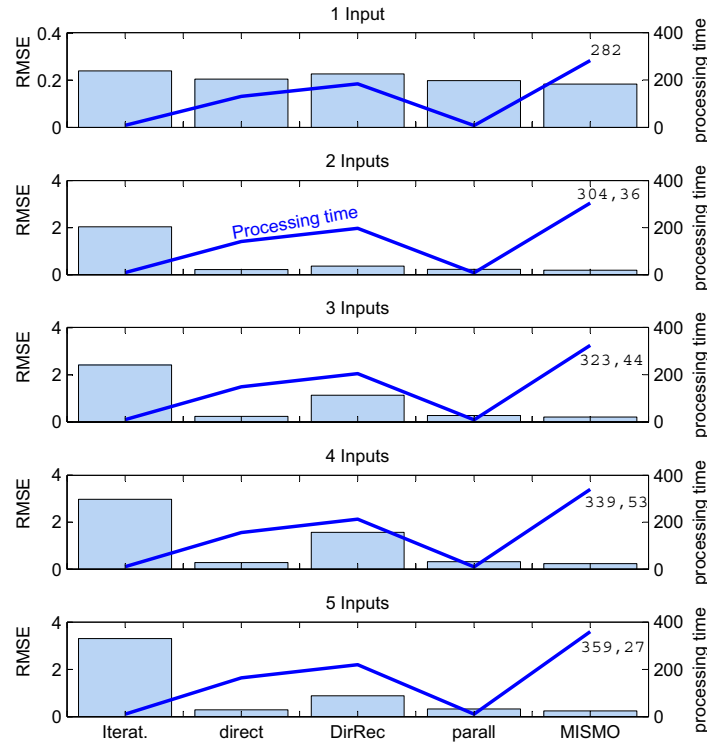 1 Input
0.4
0.2
0
RMSE
282
400
200
0
processing time
2 Inputs
4
2
0
RMSE
Processing time
304,36
400
200
0
processing time
3 Inputs
4
2
0
RMSE
323,44
400
200
0
processing time
4 Inputs
4
2
0
RMSE
339,53
400
200
0
processing time
5 Inputs
4
2
0
RMSE
359,27
400
200
0
processing time
Iterat.
direct
DirRec
parall
MISMO